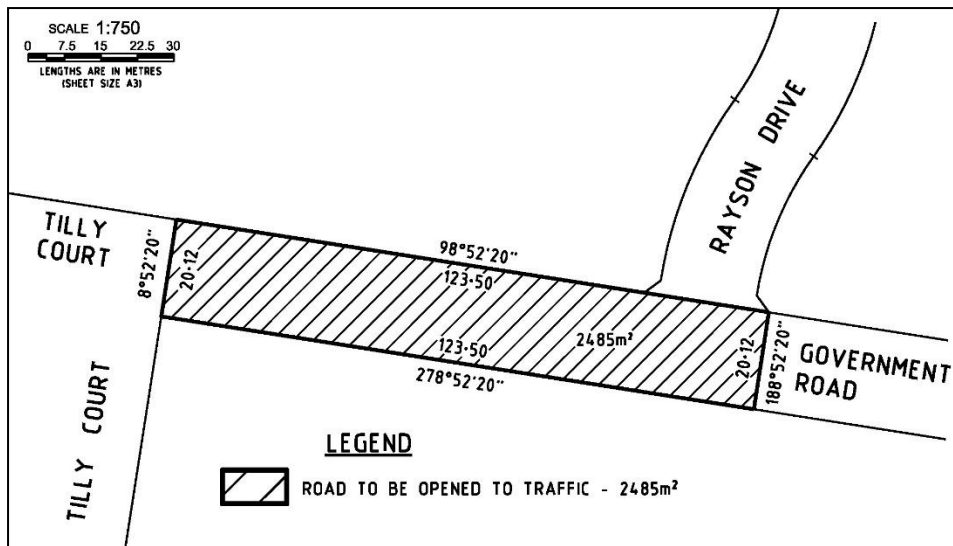 SCALE 1:750
0 7.5 15 22.5 30
LENGTHS ARE IN METRES
(SHEET SIZE A3)
RAYSON DRIVE
TILLY
COURT
8°52'20"
20·12
98°52'20"
123·50
2485m²
123·50
278°52'20"
20·12
188°52'20"
GOVERNMENT
ROAD
TILLY COURT
LEGEND
ROAD TO BE OPENED TO TRAFFIC - 2485m²